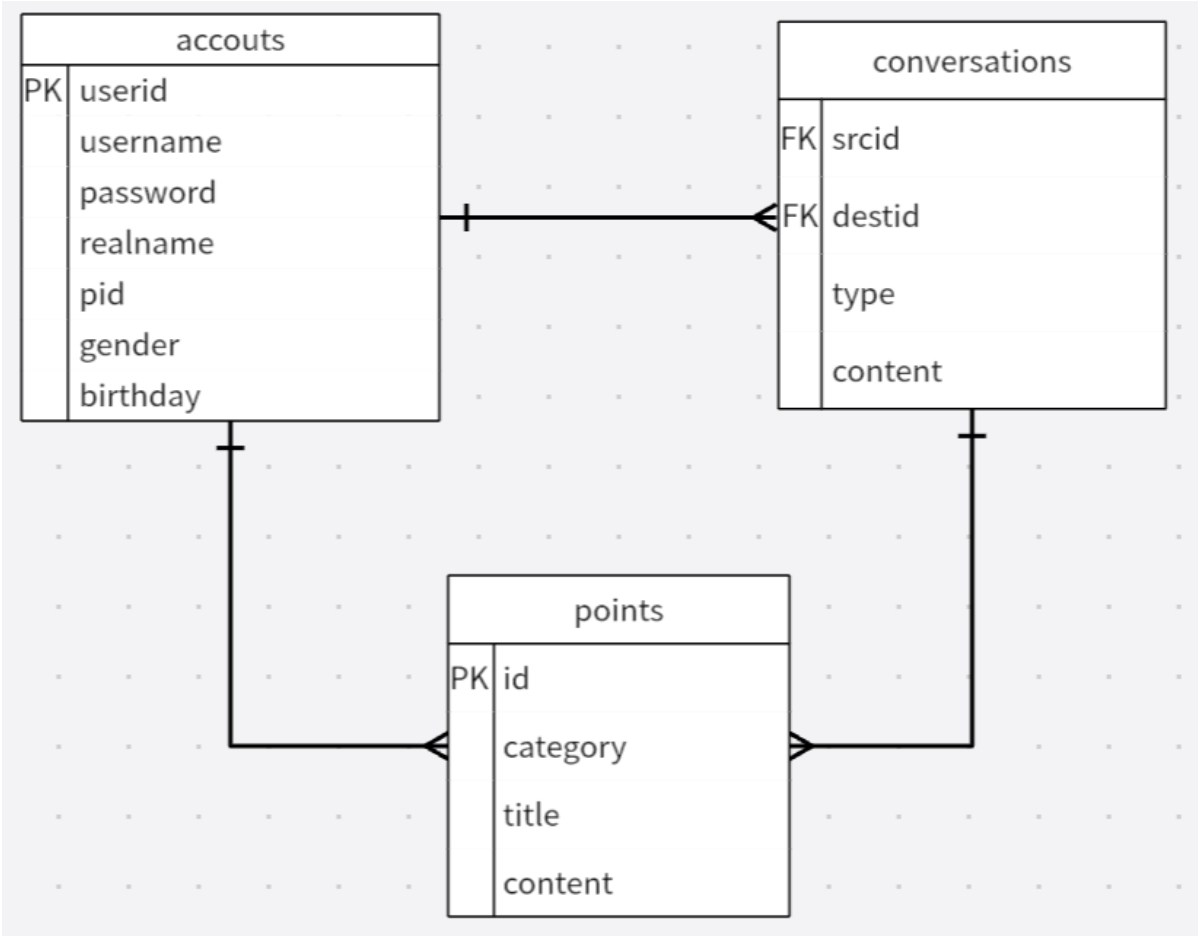 accouts
PK userid
username
password
realname
pid
gender
birthday
conversations
FK srcid
FK destid
type
content
points
PK id
category
title
content